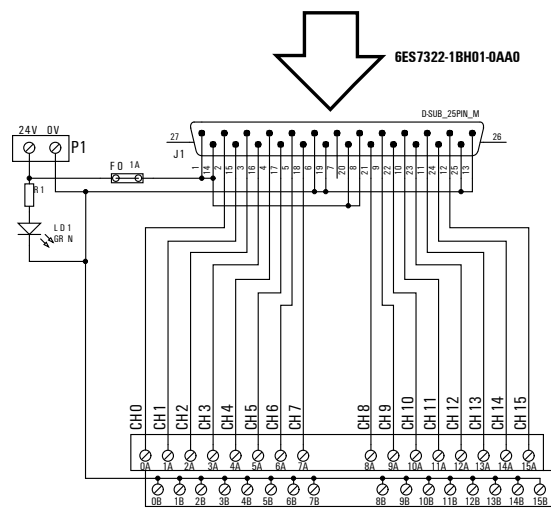 6ES7322-1BH01-0AA0
D-SUB_25PIN_M
24V 0V
P1
27
26
J1
F0 1A
1 14 2 15 3 16 4 17 5 18 6 19 7 20 8 21 9 22 10 23 11 24 12 25 13
R1
LD1
GRN
CH0 CH1 CH2 CH3 CH4 CH5 CH6 CH7 CH8 CH9 CH10 CH11 CH12 CH13 CH14 CH15
0A 1A 2A 3A 4A 5A 6A 7A 8A 9A 10A 11A 12A 13A 14A 15A
0B 1B 2B 3B 4B 5B 6B 7B 8B 9B 10B 11B 12B 13B 14B 15B